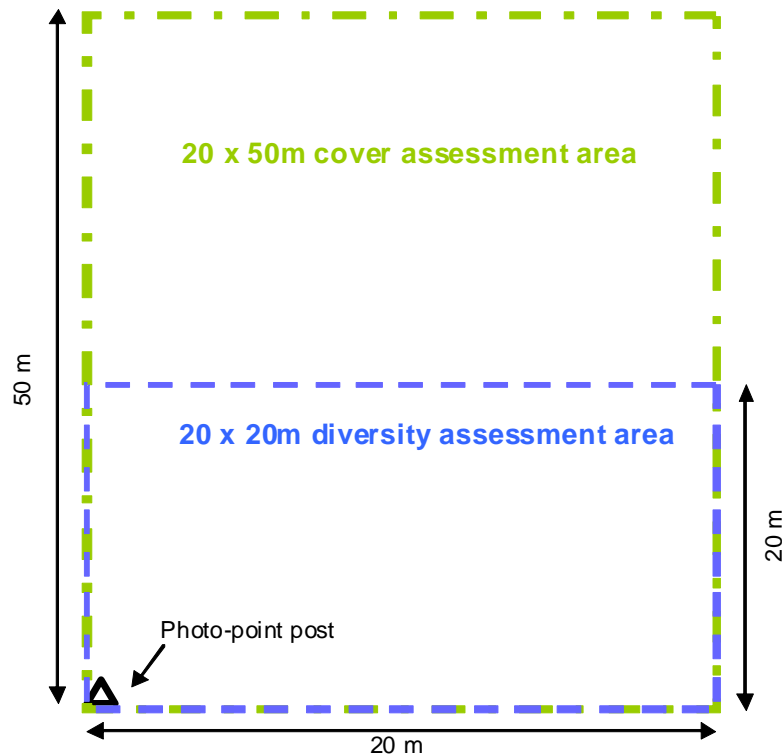 20 x 50m cover assessment area
50 m
20 x 20m diversity assessment area
20 m
Photo-point post
20 m